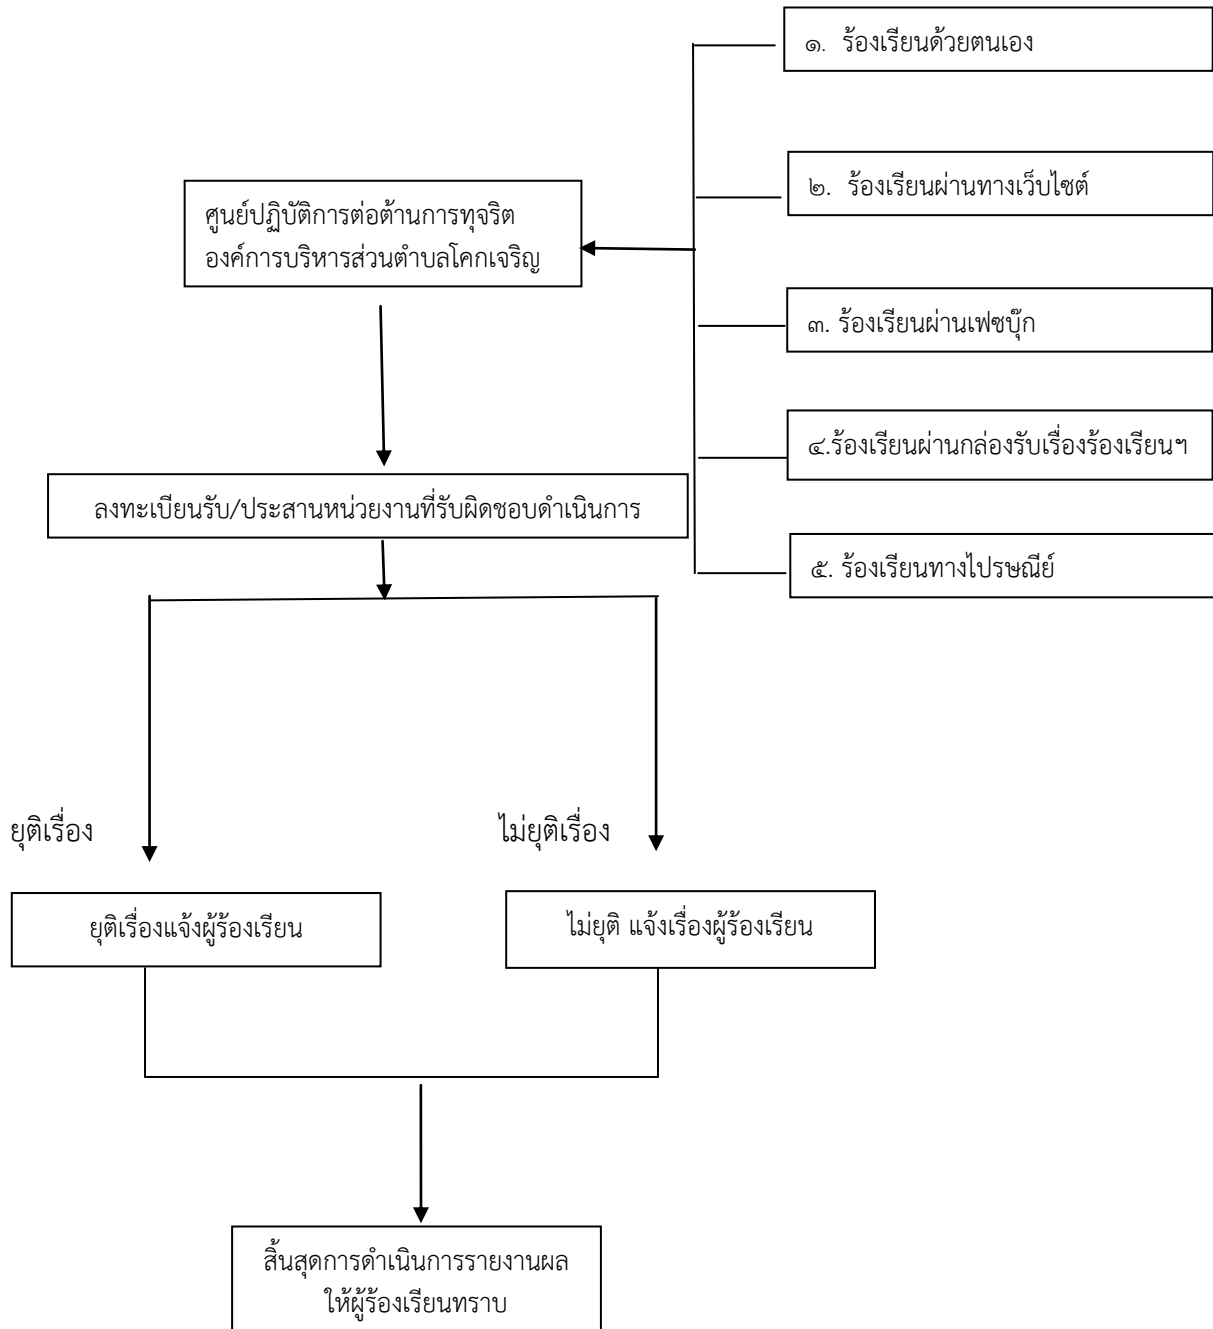 ๑. ร้องเรียนด้วยตนเอง
๒. ร้องเรียนผ่านทางเว็บไซต์
ศูนย์ปฏิบัติการต่อต้านการทุจริต
องค์การบริหารส่วนตำบลโคกเจริญ
๓. ร้องเรียนผ่านเฟซบุ๊ก
๔.ร้องเรียนผ่านกล่องรับเรื่องร้องเรียนฯ
ลงทะเบียนรับ/ประสานหน่วยงานที่รับผิดชอบดำเนินการ
๕. ร้องเรียนทางไปรษณีย์
ยุติเรื่อง
ไม่ยุติเรื่อง
ยุติเรื่องแจ้งผู้ร้องเรียน
ไม่ยุติ แจ้งเรื่องผู้ร้องเรียน
สิ้นสุดการดำเนินการรายงานผล
ให้ผู้ร้องเรียนทราบ